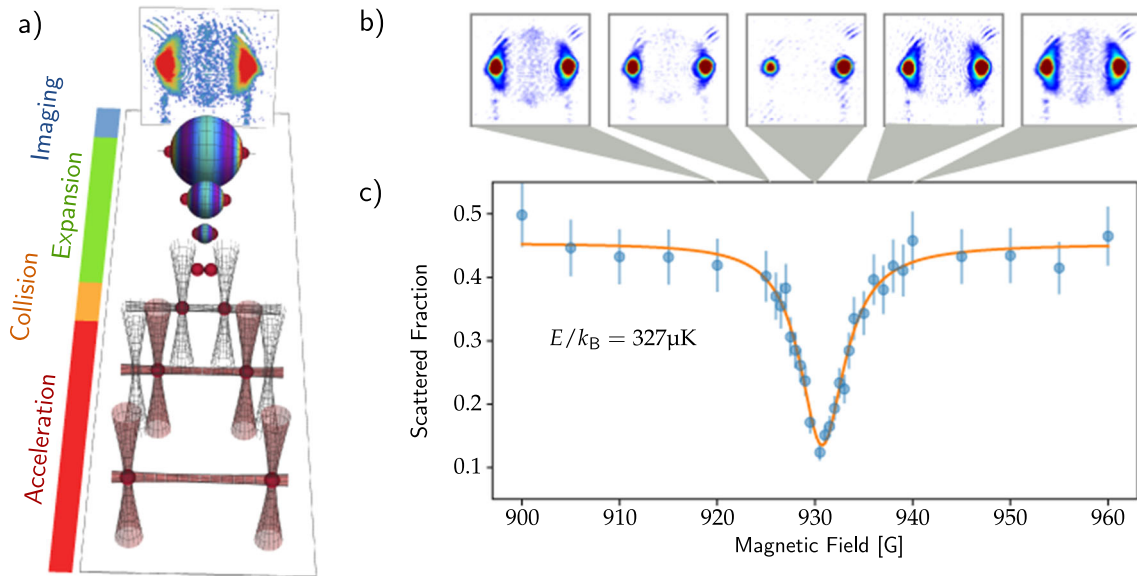 a)
Imaging
Expansion
Collision
Acceleration
b)
c)
Scattered Fraction
0.5
0.4
0.3
0.2
0.1
E/kB = 327µK
900
910
920
930
940
950
960
Magnetic Field [G]